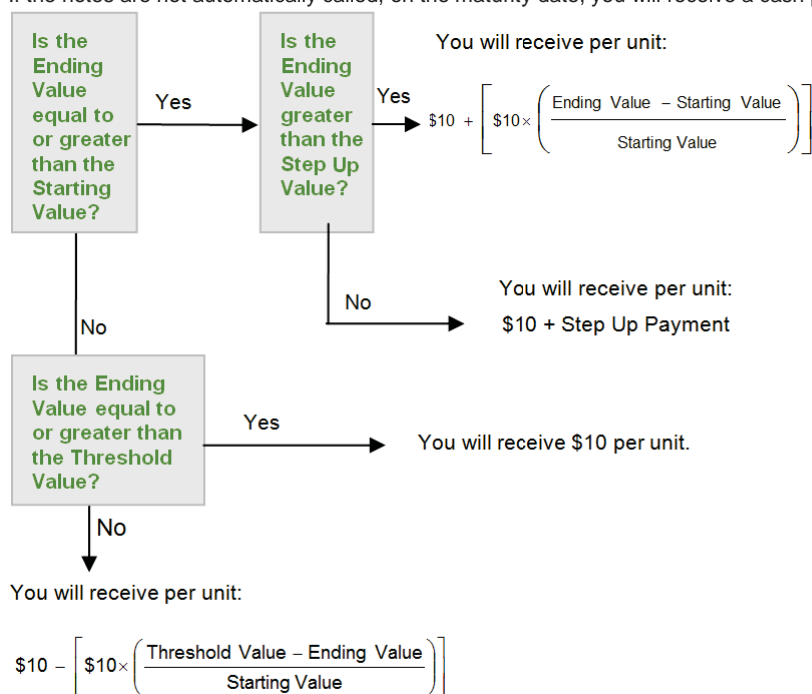 If the notes are not automatically called, on the maturity date, you will receive a cash
Is the
Ending
Value
equal to
or greater
than the
Starting
Value?
Yes
Is the
Ending
Value
greater
than the
Step Up
Value?
Yes
You will receive per unit:
$10 + [ $10× ( Ending Value – Starting Value
Starting Value ) ]
No
You will receive per unit:
$10 + Step Up Payment
No
Is the Ending
Value equal to
or greater than
the Threshold
Value?
Yes
You will receive $10 per unit.
No
You will receive per unit:
$10 – [ $10× ( Threshold Value – Ending Value
Starting Value ) ]